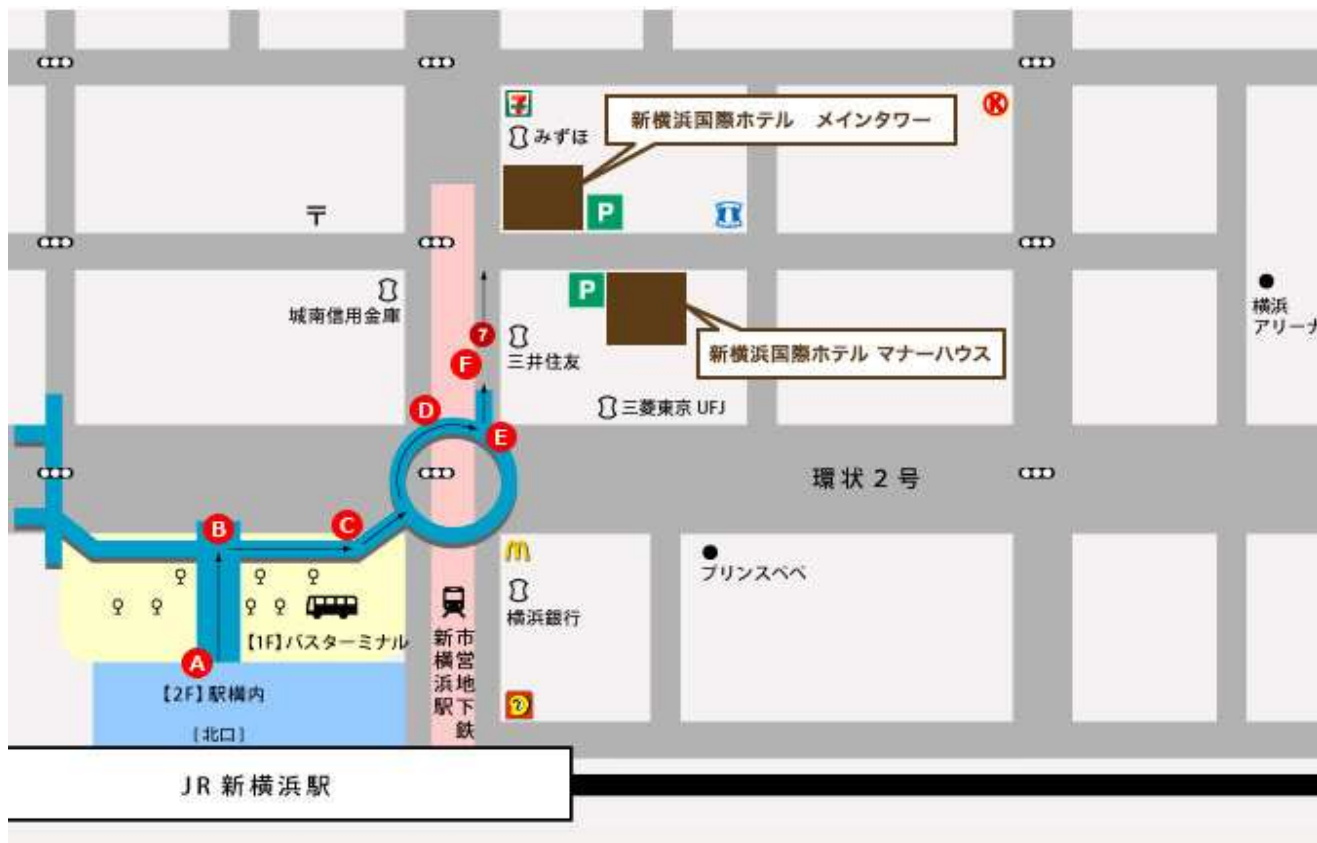 新横浜国際ホテル メインタワー
みずほ
P
〒
P
城南信用金庫
横浜
アリーナ
7
三井住友
新横浜国際ホテル マナーハウス
F
D
三菱東京 UFJ
E
環状2号
B
C
プリンスペペ
横浜銀行
【1F】バスターミナル
市営地下鉄
新横浜駅
A
【2F】駅構内
[北口]
JR 新横浜駅